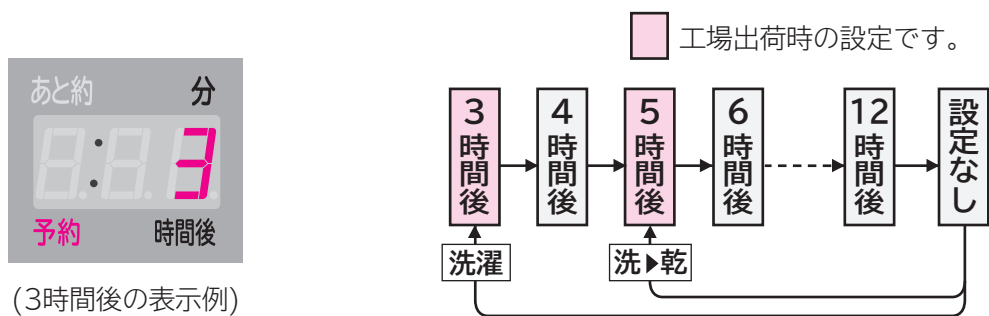 工場出荷時の設定です。
あと約 分
3
予約 時間後
(3時間後の表示例)
3時間後
4時間後
5時間後
6時間後
12時間後
設定なし
洗濯
洗▶乾